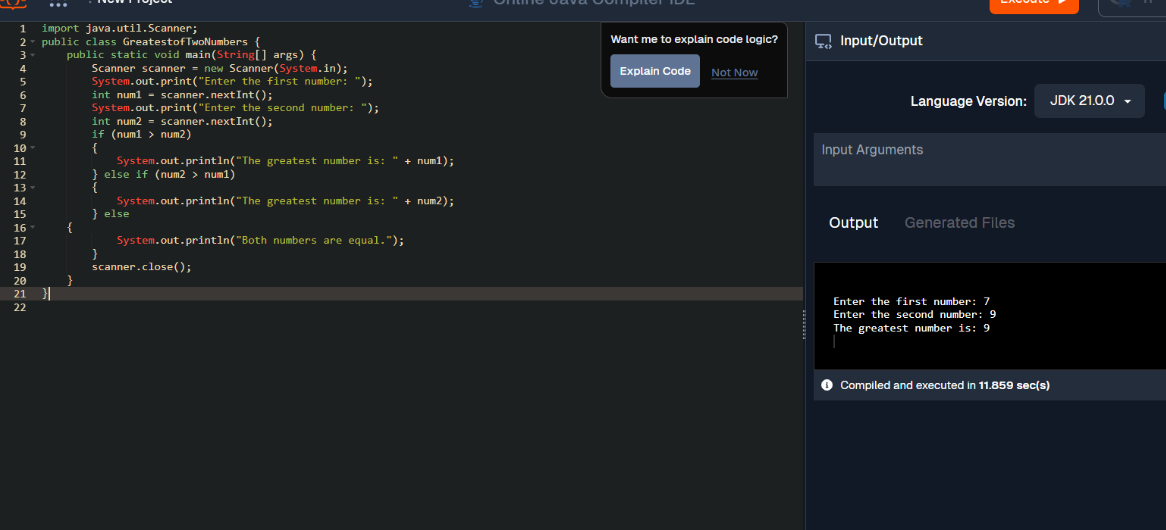 New Project
Online Java Compiler IDE
Execute
1 import java.util.Scanner;
2 public class GreatestofTwoNumbers {
3     public static void main(String[] args) {
4         Scanner scanner = new Scanner(System.in);
5         System.out.print("Enter the first number: ");
6         int num1 = scanner.nextInt();
7         System.out.print("Enter the second number: ");
8         int num2 = scanner.nextInt();
9         if (num1 > num2)
10         {
11             System.out.println("The greatest number is: " + num1);
12         } else if (num2 > num1)
13         {
14             System.out.println("The greatest number is: " + num2);
15         } else
16     {
17             System.out.println("Both numbers are equal.");
18         }
19         scanner.close();
20     }
21 }
22
Want me to explain code logic?
Explain Code Not Now
Input/Output
Language Version: JDK 21.0.0
Input Arguments
Output Generated Files
Enter the first number: 7
Enter the second number: 9
The greatest number is: 9
Compiled and executed in 11.859 sec(s)